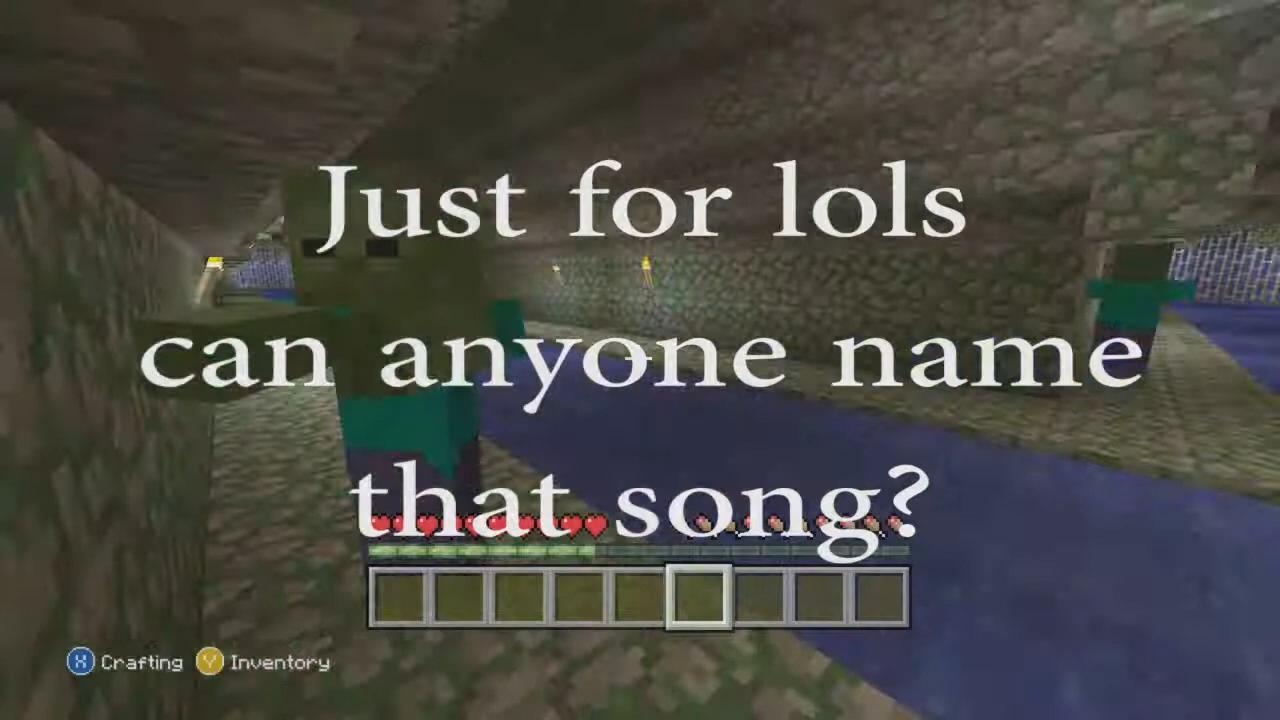 Just for lols
can anyone name
that song?
X Crafting Y Inventory